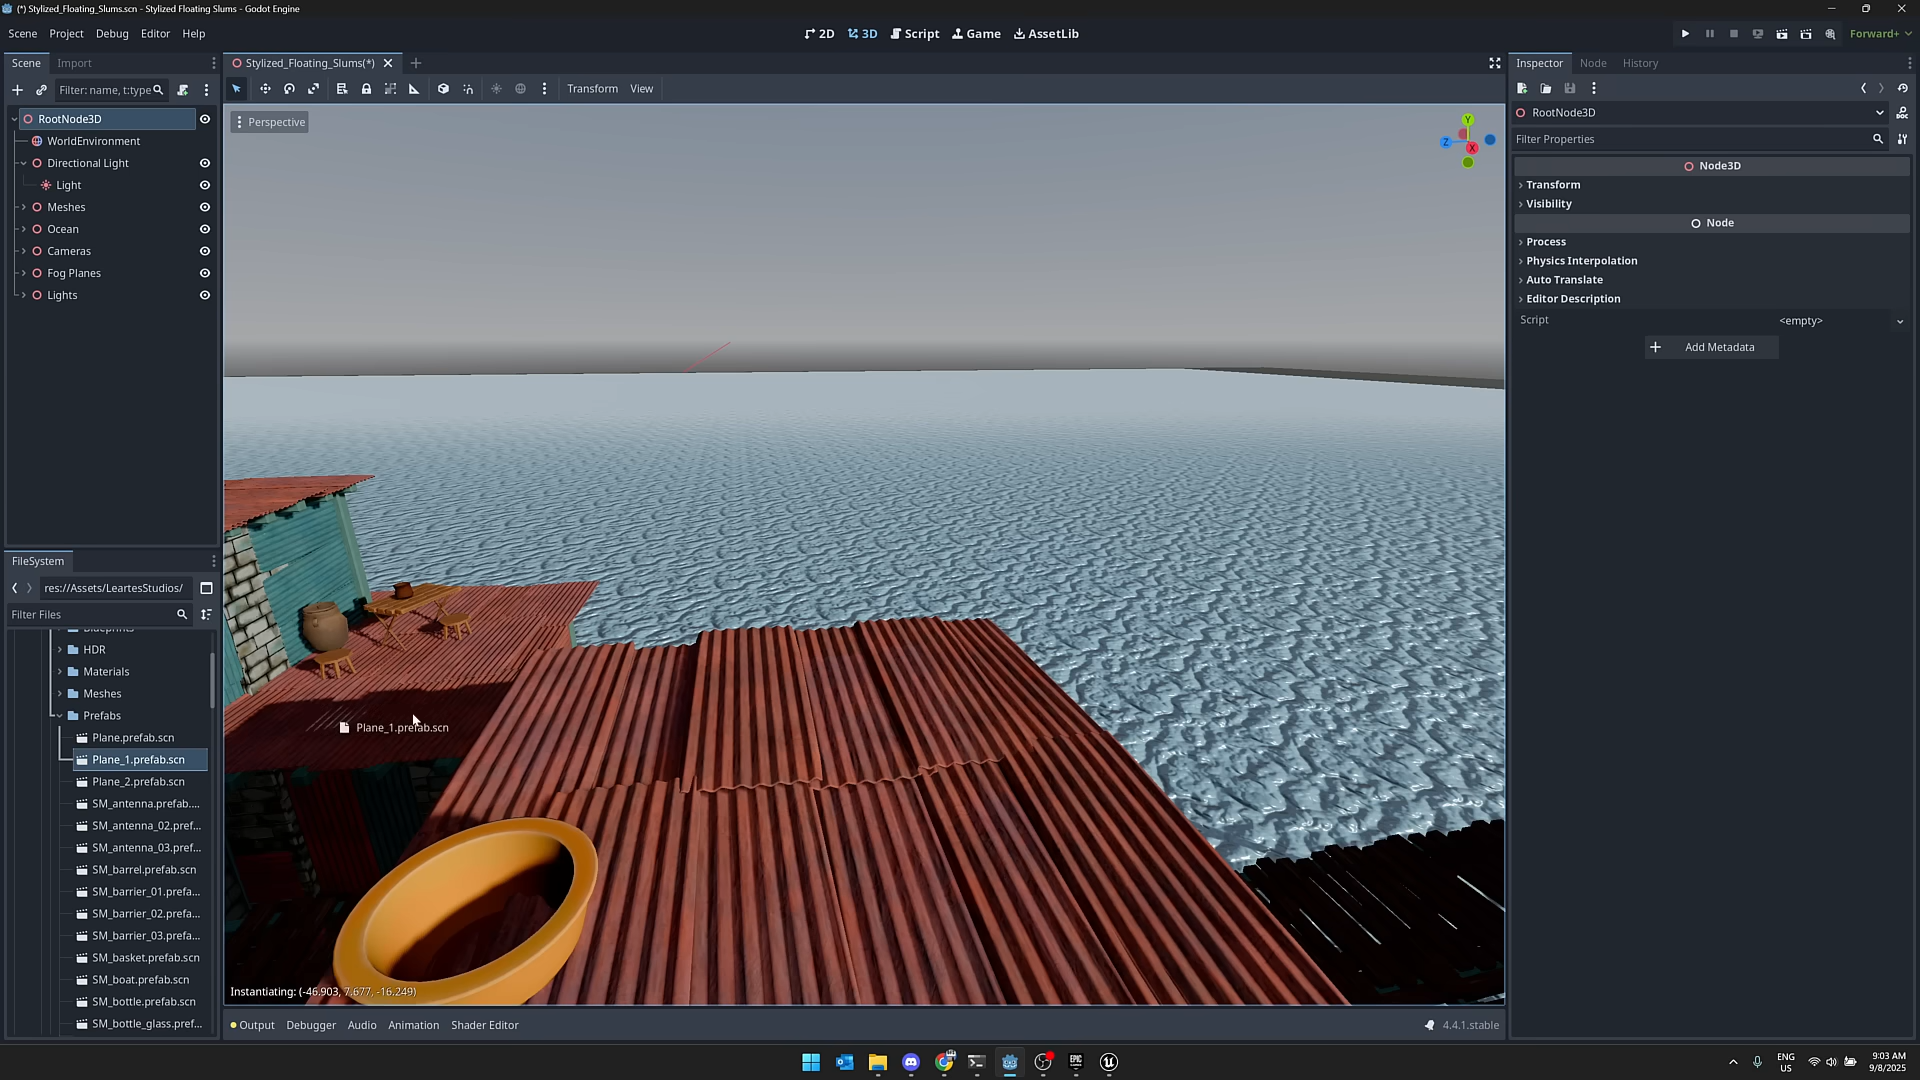 (*) Stylized_Floating_Slums.scn - Stylized Floating Slums - Godot Engine
Scene Project Debug Editor Help
2D 3D Script Game AssetLib
Forward+
Scene Import
Stylized_Floating_Slums(*)
Inspector Node History
Filter: name, t:type
Transform View
RootNode3D
WorldEnvironment
Directional Light
Light
Meshes
Ocean
Cameras
Fog Planes
Lights
Perspective
Y
Z
X
RootNode3D
DOC
Filter Properties
Node3D
Transform
Visibility
Node
Process
Physics Interpolation
Auto Translate
Editor Description
Script <empty>
Add Metadata
FileSystem
res://Assets/LeartesStudios/
Filter Files
HDR
Materials
Meshes
Prefabs
Plane.prefab.scn
Plane_1.prefab.scn
Plane_2.prefab.scn
SM_antenna.prefab....
SM_antenna_02.pref...
SM_antenna_03.pref...
SM_barrel.prefab.scn
SM_barrier_01.prefa...
SM_barrier_02.prefa...
SM_barrier_03.prefa...
SM_basket.prefab.scn
SM_boat.prefab.scn
SM_bottle.prefab.scn
SM_bottle_glass.pref...
Plane_1.prefab.scn
Instantiating: (-46.903, 7.677, -16.249)
Output Debugger Audio Animation Shader Editor
4.4.1.stable
ENG
US
9:03 AM
9/8/2025